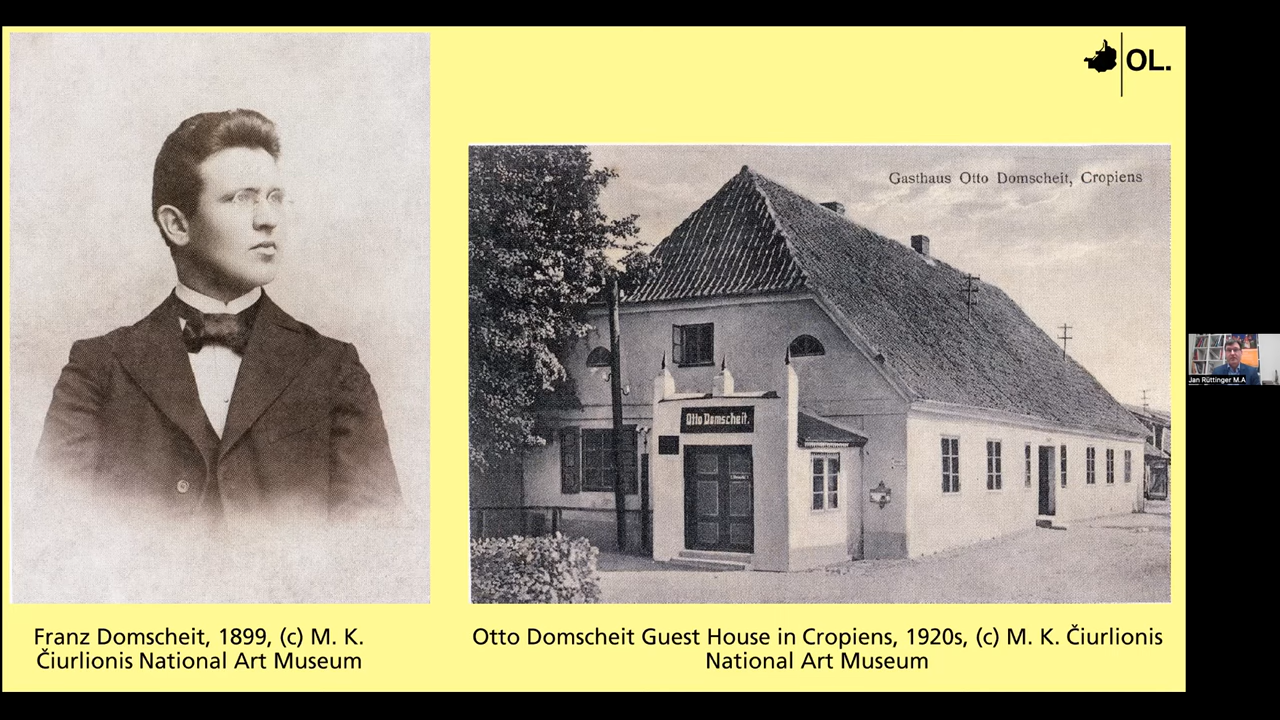 OL.
Gasthaus Otto Domscheit, Cropiens
Otto Domscheit.
Franz Domscheit, 1899, (c) M. K.
Čiurlionis National Art Museum
Otto Domscheit Guest House in Cropiens, 1920s, (c) M. K. Čiurlionis
National Art Museum
Jan Rüttinger M.A